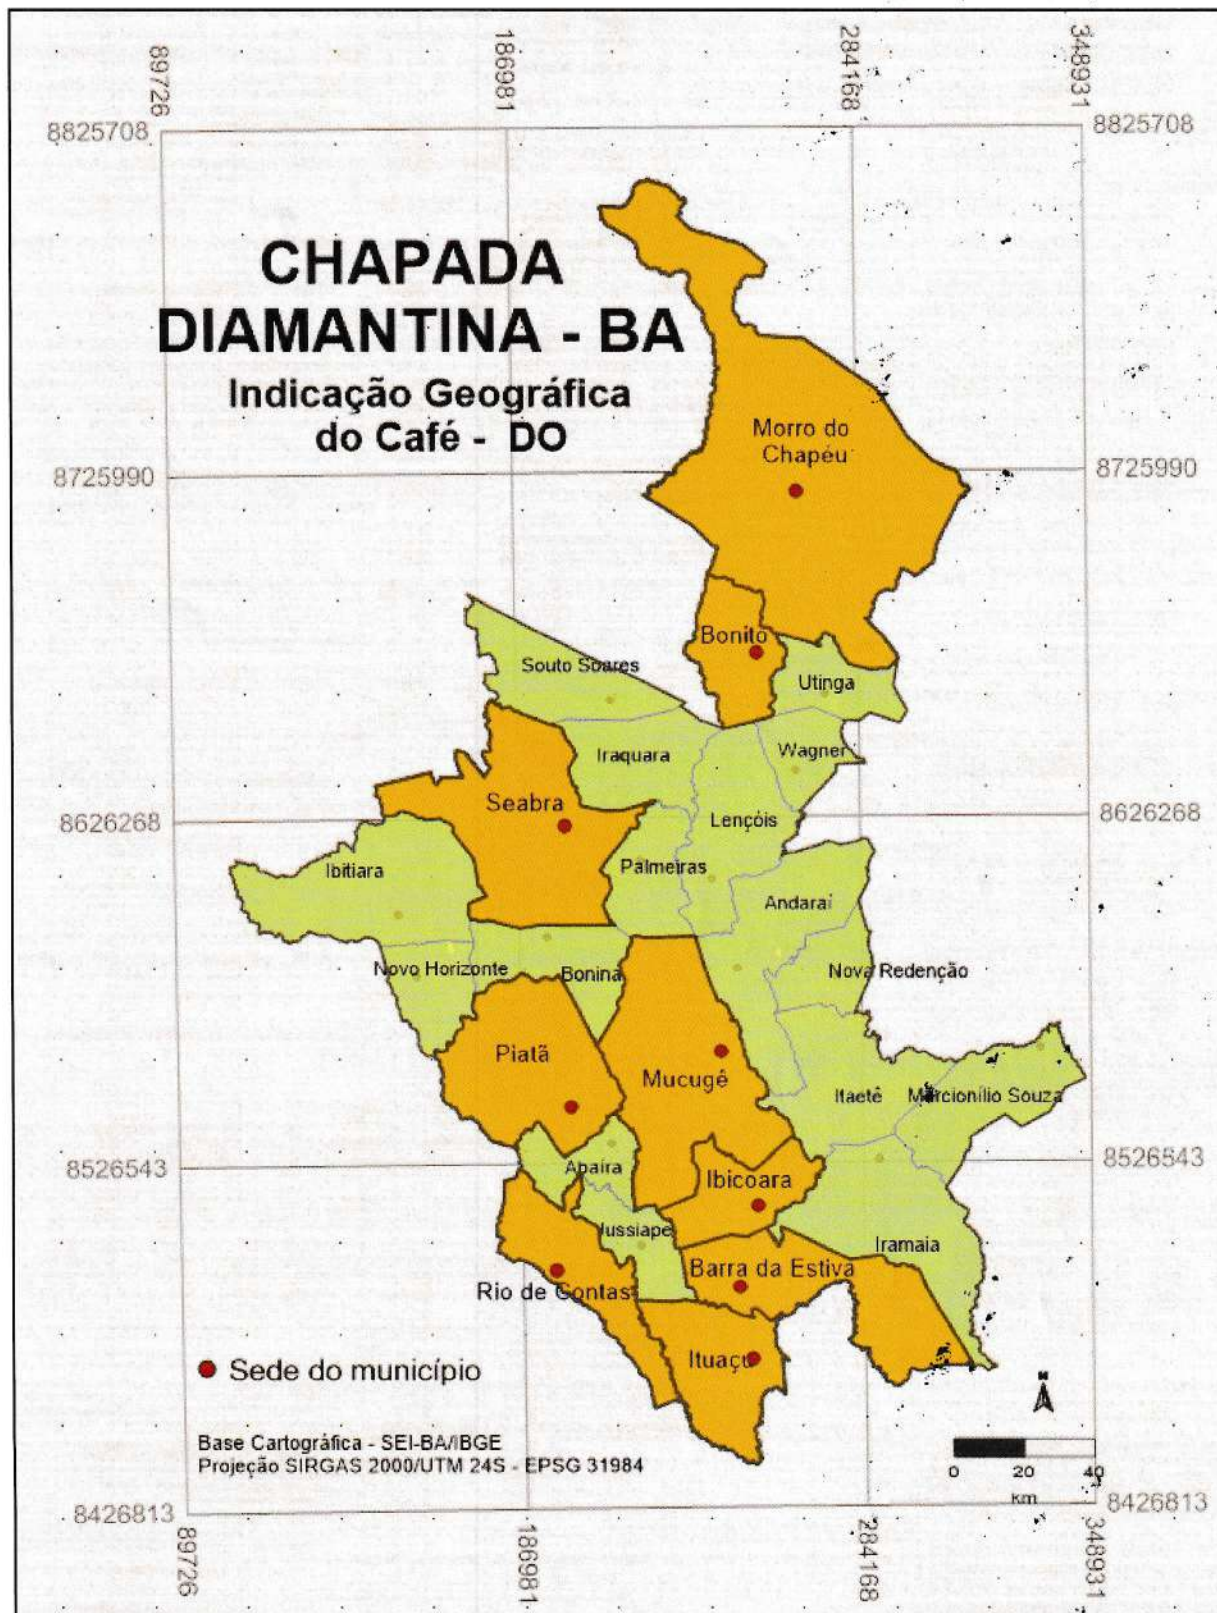 89726
186981
284168
348931
8825708
8825708
CHAPADA
DIAMANTINA - BA
Indicação Geográfica
do Café - DO
Morro do
Chapéu
8725990
8725990
Bonito
Souto Soares
Utinga
Iraquara
Wagner
Seabra
8626268
Lençóis
8626268
Ibitiara
Palmeiras
Andaraí
Novo Horizonte
Bonina
Nova Redenção
Piatã
Mucugê
Itaetê
Marcionílio Souza
8526543
Abaíra
Ibicoara
8526543
Jussiape
Iramaia
Barra da Estiva
Rio de Contas
Ituaçu
Sede do município
N
Base Cartográfica - SEI-BA/IBGE
Projeção SIRGAS 2000/UTM 24S - EPSG 31984
0 20 40
Km
8426813
8426813
89726
186981
284168
348931